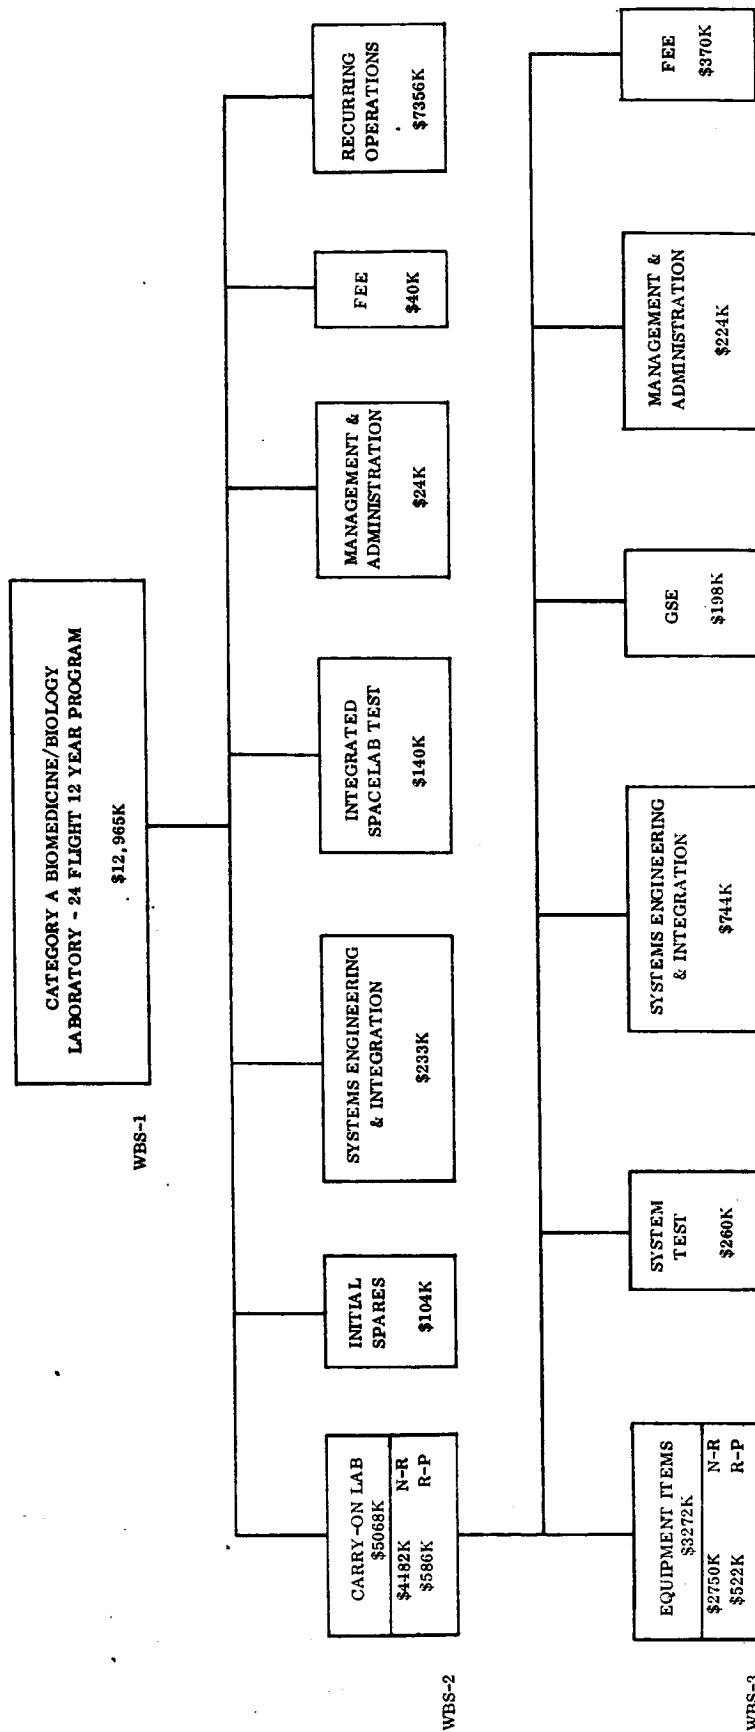 CATEGORY A BIOMEDICINE/BIOLOGY
LABORATORY - 24 FLIGHT 12 YEAR PROGRAM
$12,965K
WBS-1
CARRY-ON LAB
$5068K
$4482K N-R
$586K R-P
INITIAL
SPARES
$104K
SYSTEMS ENGINEERING
& INTEGRATION
$233K
INTEGRATED
SPACELAB TEST
$140K
MANAGEMENT &
ADMINISTRATION
$24K
FEE
$40K
RECURRING
OPERATIONS
$7356K
WBS-2
EQUIPMENT ITEMS
$3272K
$2750K N-R
$522K R-P
SYSTEM
TEST
$260K
SYSTEMS ENGINEERING
& INTEGRATION
$744K
GSE
$198K
MANAGEMENT &
ADMINISTRATION
$224K
FEE
$370K
WBS-3